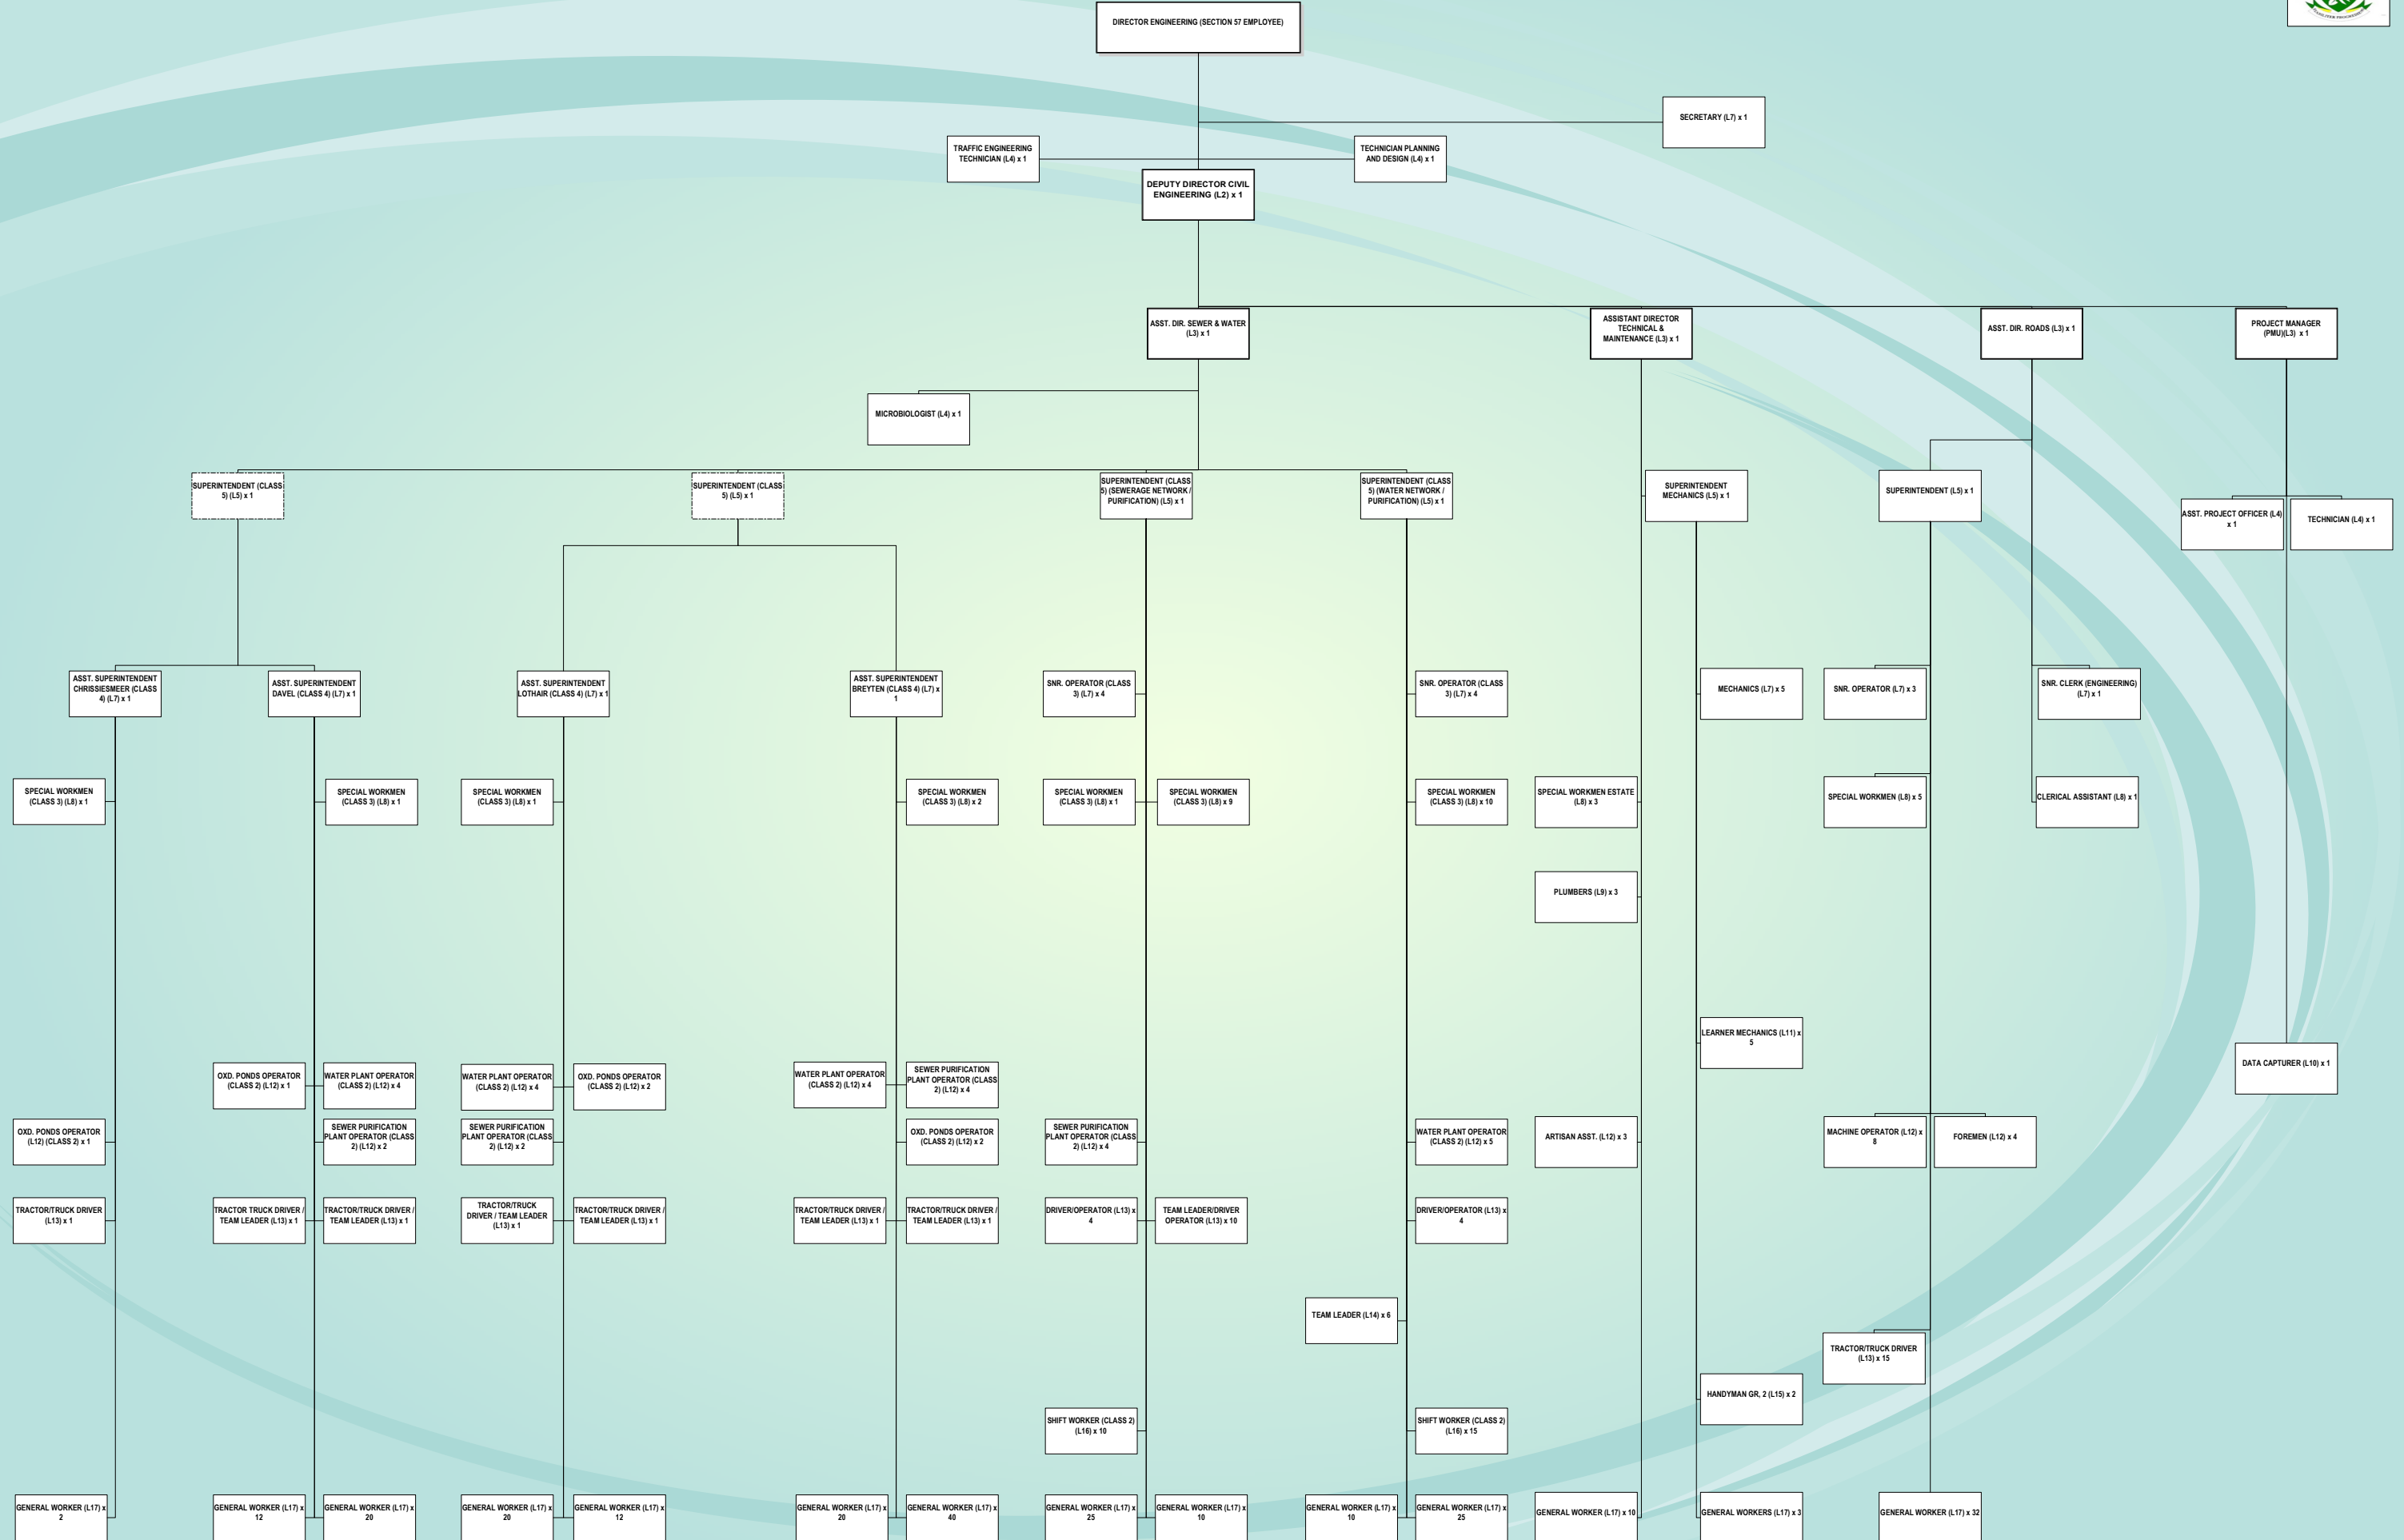 DIRECTOR ENGINEERING (SECTION 57 EMPLOYEE)
SECRETARY (L7) x 1
TRAFFIC ENGINEERING
TECHNICIAN (L4) x 1
TECHNICIAN PLANNING
AND DESIGN (L4) x 1
DEPUTY DIRECTOR CIVIL
ENGINEERING (L2) x 1
ASST. DIR. SEWER & WATER
(L3) x 1
ASSISTANT DIRECTOR
TECHNICAL &
MAINTENANCE (L3) x 1
ASST. DIR. ROADS (L3) x 1
PROJECT MANAGER
(PMU)(L3) x 1
MICROBIOLOGIST (L4) x 1
SUPERINTENDENT (CLASS
5) (L5) x 1
SUPERINTENDENT (CLASS
5) (L5) x 1
SUPERINTENDENT (CLASS
5) (SEWERAGE NETWORK /
PURIFICATION) (L5) x 1
SUPERINTENDENT (CLASS
5) (WATER NETWORK /
PURIFICATION) (L5) x 1
SUPERINTENDENT
MECHANICS (L5) x 1
SUPERINTENDENT (L5) x 1
ASST. PROJECT OFFICER (L4)
x 1
TECHNICIAN (L4) x 1
ASST. SUPERINTENDENT
CHRISSIESMEER (CLASS
4) (L7) x 1
ASST. SUPERINTENDENT
DAVEL (CLASS 4) (L7) x 1
ASST. SUPERINTENDENT
LOTHAIR (CLASS 4) (L7) x 1
ASST. SUPERINTENDENT
BREYTEN (CLASS 4) (L7) x
1
SNR. OPERATOR (CLASS
3) (L7) x 4
SNR. OPERATOR (CLASS
3) (L7) x 4
MECHANICS (L7) x 5
SNR. OPERATOR (L7) x 3
SNR. CLERK (ENGINEERING)
(L7) x 1
SPECIAL WORKMEN
(CLASS 3) (L8) x 1
SPECIAL WORKMEN
(CLASS 3) (L8) x 1
SPECIAL WORKMEN
(CLASS 3) (L8) x 1
SPECIAL WORKMEN
(CLASS 3) (L8) x 2
SPECIAL WORKMEN
(CLASS 3) (L8) x 1
SPECIAL WORKMEN
(CLASS 3) (L8) x 9
SPECIAL WORKMEN
(CLASS 3) (L8) x 10
SPECIAL WORKMEN ESTATE
(L8) x 3
SPECIAL WORKMEN (L8) x 5
CLERICAL ASSISTANT (L8) x 1
PLUMBERS (L9) x 3
LEARNER MECHANICS (L11) x
5
DATA CAPTURER (L10) x 1
OXD. PONDS OPERATOR
(CLASS 2) (L12) x 1
WATER PLANT OPERATOR
(CLASS 2) (L12) x 4
WATER PLANT OPERATOR
(CLASS 2) (L12) x 4
OXD. PONDS OPERATOR
(CLASS 2) (L12) x 2
WATER PLANT OPERATOR
(CLASS 2) (L12) x 4
SEWER PURIFICATION
PLANT OPERATOR (CLASS
2) (L12) x 4
OXD. PONDS OPERATOR
(L12) (CLASS 2) x 1
SEWER PURIFICATION
PLANT OPERATOR (CLASS
2) (L12) x 2
SEWER PURIFICATION
PLANT OPERATOR (CLASS
2) (L12) x 2
OXD. PONDS OPERATOR
(CLASS 2) (L12) x 2
SEWER PURIFICATION
PLANT OPERATOR (CLASS
2) (L12) x 4
WATER PLANT OPERATOR
(CLASS 2) (L12) x 5
ARTISAN ASST. (L12) x 3
MACHINE OPERATOR (L12) x
8
FOREMEN (L12) x 4
TRACTOR/TRUCK DRIVER
(L13) x 1
TRACTOR TRUCK DRIVER /
TEAM LEADER (L13) x 1
TRACTOR/TRUCK DRIVER /
TEAM LEADER (L13) x 1
TRACTOR/TRUCK
DRIVER / TEAM LEADER
(L13) x 1
TRACTOR/TRUCK DRIVER /
TEAM LEADER (L13) x 1
TRACTOR/TRUCK DRIVER /
TEAM LEADER (L13) x 1
TRACTOR/TRUCK DRIVER /
TEAM LEADER (L13) x 1
DRIVER/OPERATOR (L13) x
4
TEAM LEADER/DRIVER
OPERATOR (L13) x 10
DRIVER/OPERATOR (L13) x
4
TEAM LEADER (L14) x 6
TRACTOR/TRUCK DRIVER
(L13) x 15
HANDYMAN GR, 2 (L15) x 2
SHIFT WORKER (CLASS 2)
(L16) x 10
SHIFT WORKER (CLASS 2)
(L16) x 15
GENERAL WORKER (L17) x
2
GENERAL WORKER (L17) x
12
GENERAL WORKER (L17) x
20
GENERAL WORKER (L17) x
20
GENERAL WORKER (L17) x
12
GENERAL WORKER (L17) x
20
GENERAL WORKER (L17) x
40
GENERAL WORKER (L17) x
25
GENERAL WORKER (L17) x
10
GENERAL WORKER (L17) x
10
GENERAL WORKER (L17) x
25
GENERAL WORKER (L17) x 10
GENERAL WORKERS (L17) x 3
GENERAL WORKER (L17) x 32